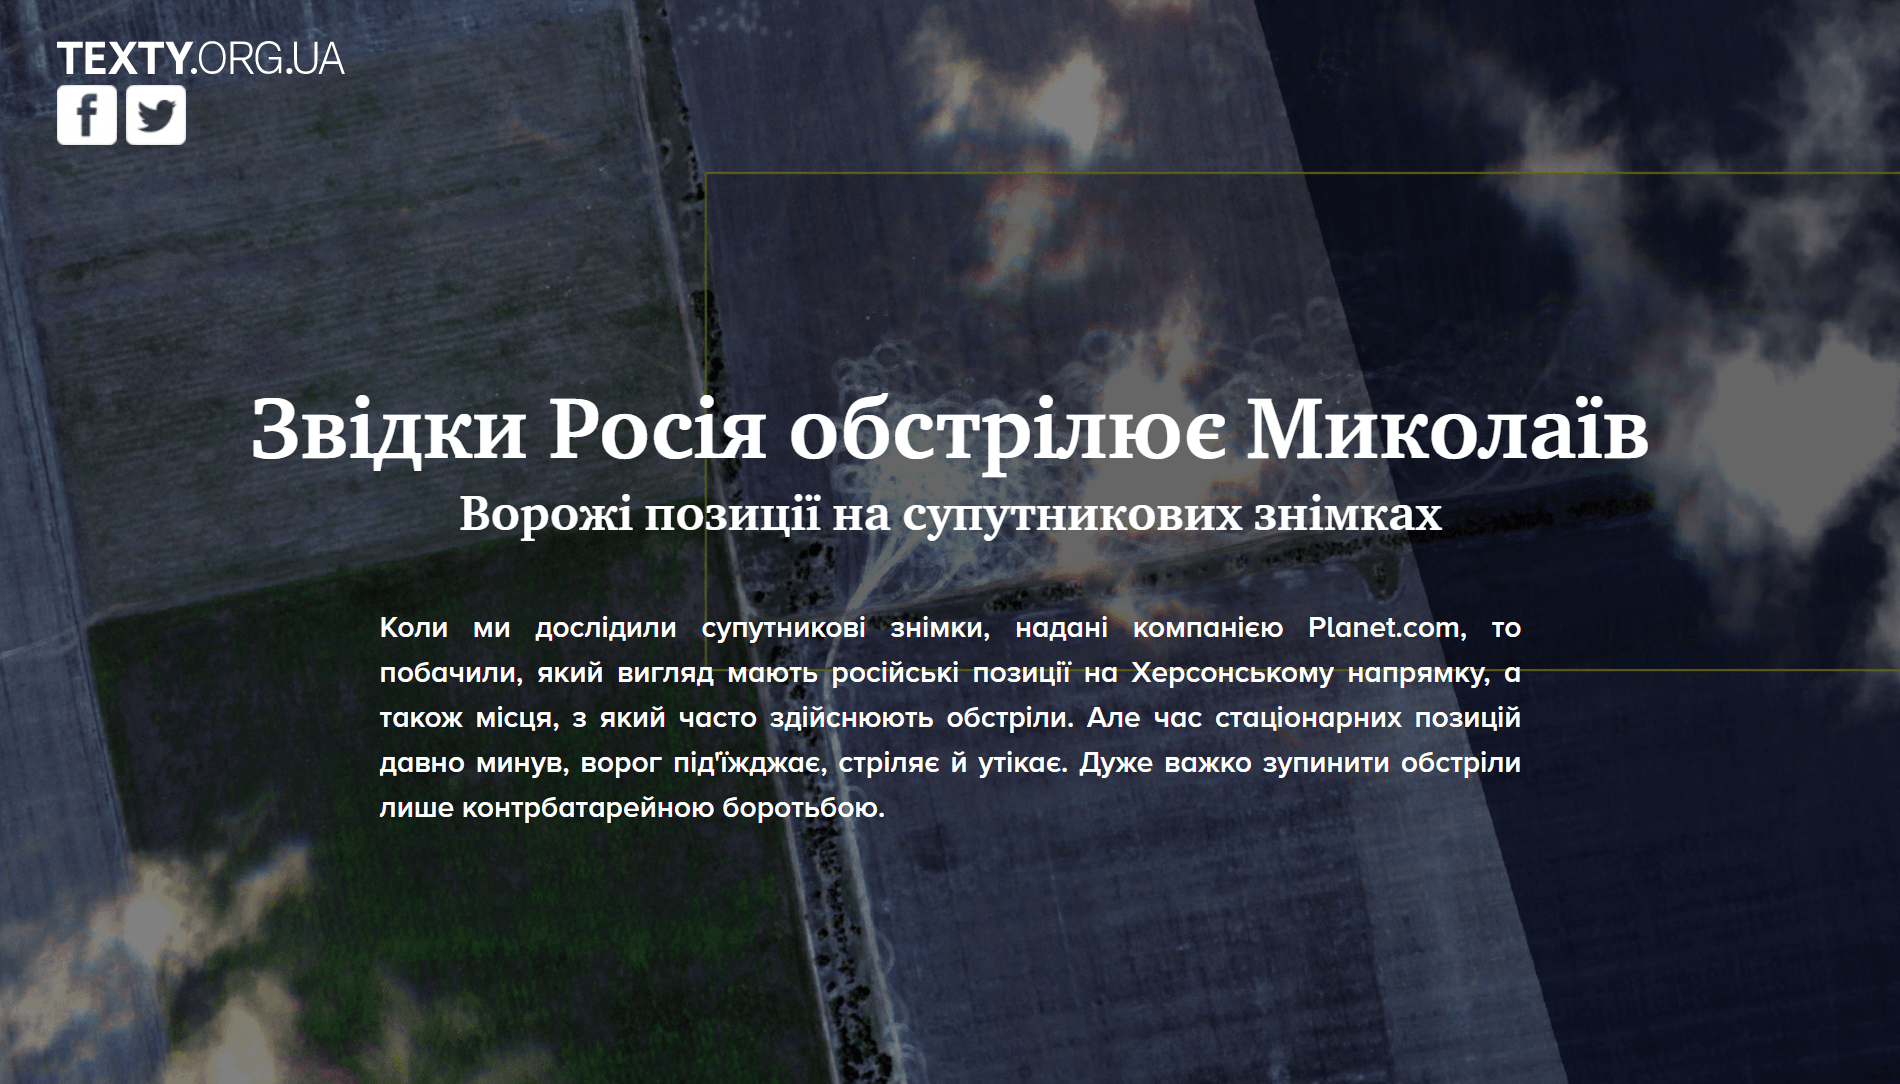 TEXTY.ORG.UA
Звідки Росія обстрілює Миколаїв
Ворожі позиції на супутникових знімках
Коли ми дослідили супутникові знімки, надані компанією Planet.com, то
побачили, який вигляд мають російські позиції на Херсонському напрямку, а
також місця, з який часто здійснюють обстріли. Але час стаціонарних позицій
давно минув, ворог під'їжджає, стріляє й утікає. Дуже важко зупинити обстріли
лише контрбатарейною боротьбою.